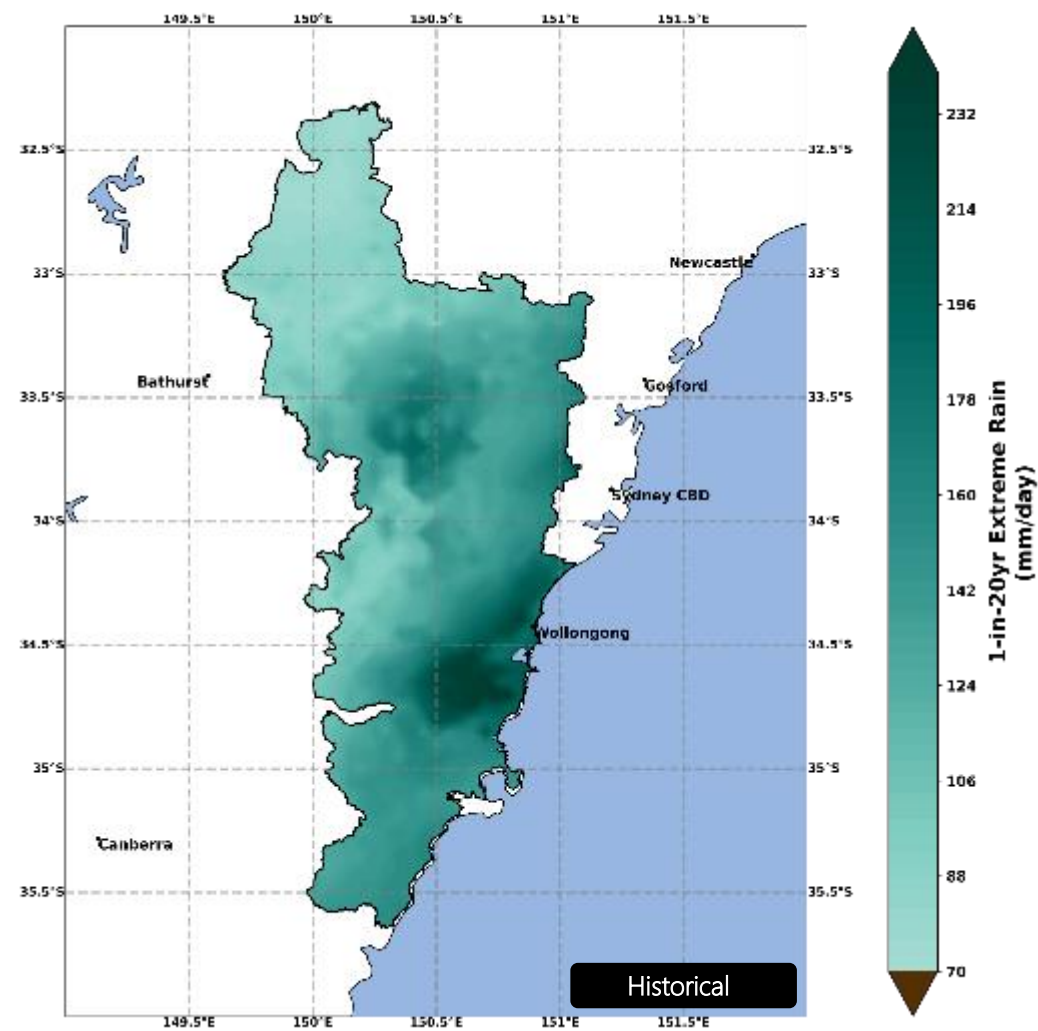 149.5°E 150°E 150.5°E 151°E 151.5°E
232
32.5°S 32.5°S
214
Newcastle
33°S 33°S
196
Bathurst Gosford
33.5°S 33.5°S
178
Sydney CBD
160
34°S 34°S
142
Wollongong
34.5°S 34.5°S
124
35°S 35°S
106
Canberra
88
35.5°S 35.5°S
70
Historical
149.5°E 150°E 150.5°E 151°E 151.5°E
1-in-20yr Extreme Rain
(mm/day)